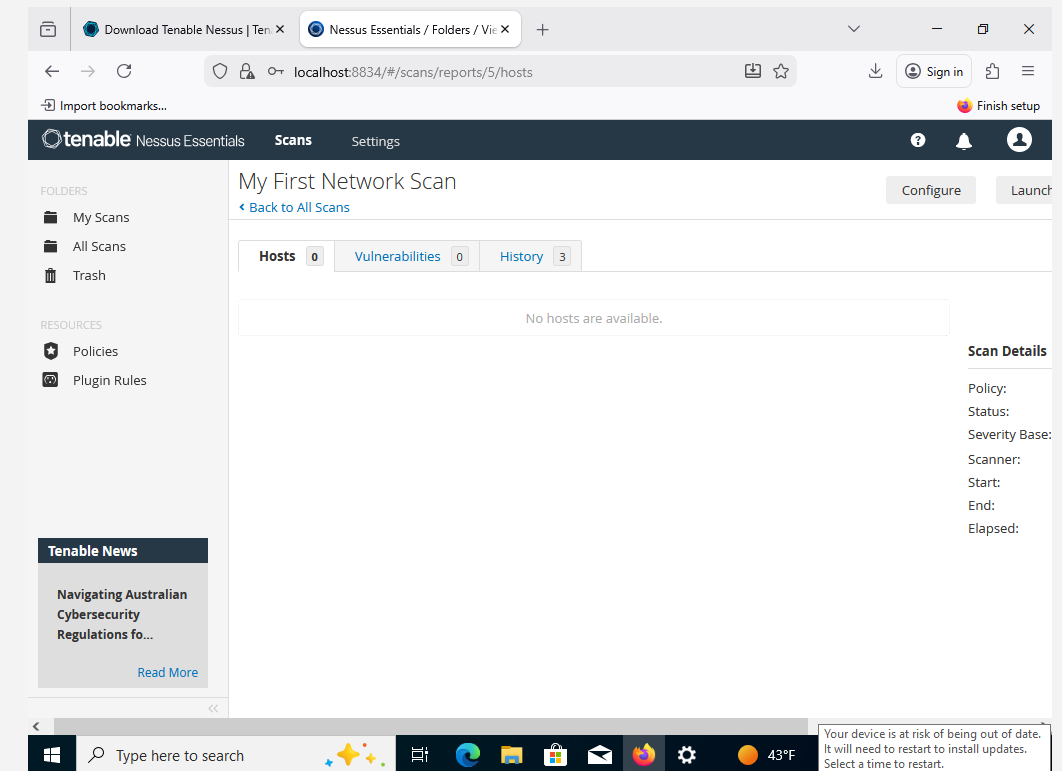 Download Tenable Nessus | Ten
Nessus Essentials / Folders / Vie
localhost:8834/#/scans/reports/5/hosts
Sign in
Import bookmarks...
Finish setup
tenable Nessus Essentials
Scans
Settings
FOLDERS
My Scans
All Scans
Trash
RESOURCES
Policies
Plugin Rules
Tenable News
Navigating Australian
Cybersecurity
Regulations fo...
Read More
My First Network Scan
Back to All Scans
Configure
Launch
Hosts 0
Vulnerabilities 0
History 3
No hosts are available.
Scan Details
Policy:
Status:
Severity Base:
Scanner:
Start:
End:
Elapsed:
Type here to search
43°F
Your device is at risk of being out of date.
It will need to restart to install updates.
Select a time to restart.